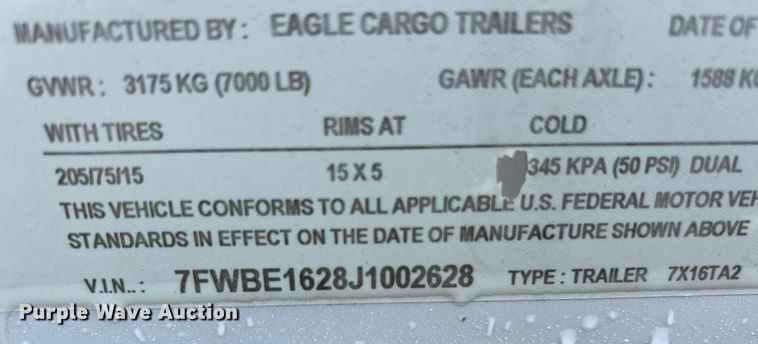 MANUFACTURED BY: EAGLE CARGO TRAILERS DATE OF
GVWR: 3175 KG (7000 LB) GAWR (EACH AXLE): 1588 KG
WITH TIRES RIMS AT COLD
205/75/15 15 X 5 345 KPA (50 PSI) DUAL
THIS VEHICLE CONFORMS TO ALL APPLICABLE U.S. FEDERAL MOTOR VEH
STANDARDS IN EFFECT ON THE DATE OF MANUFACTURE SHOWN ABOVE
V.I.N..: 7FWBE1628J1002628 TYPE: TRAILER 7X16TA2
Purple Wave Auction